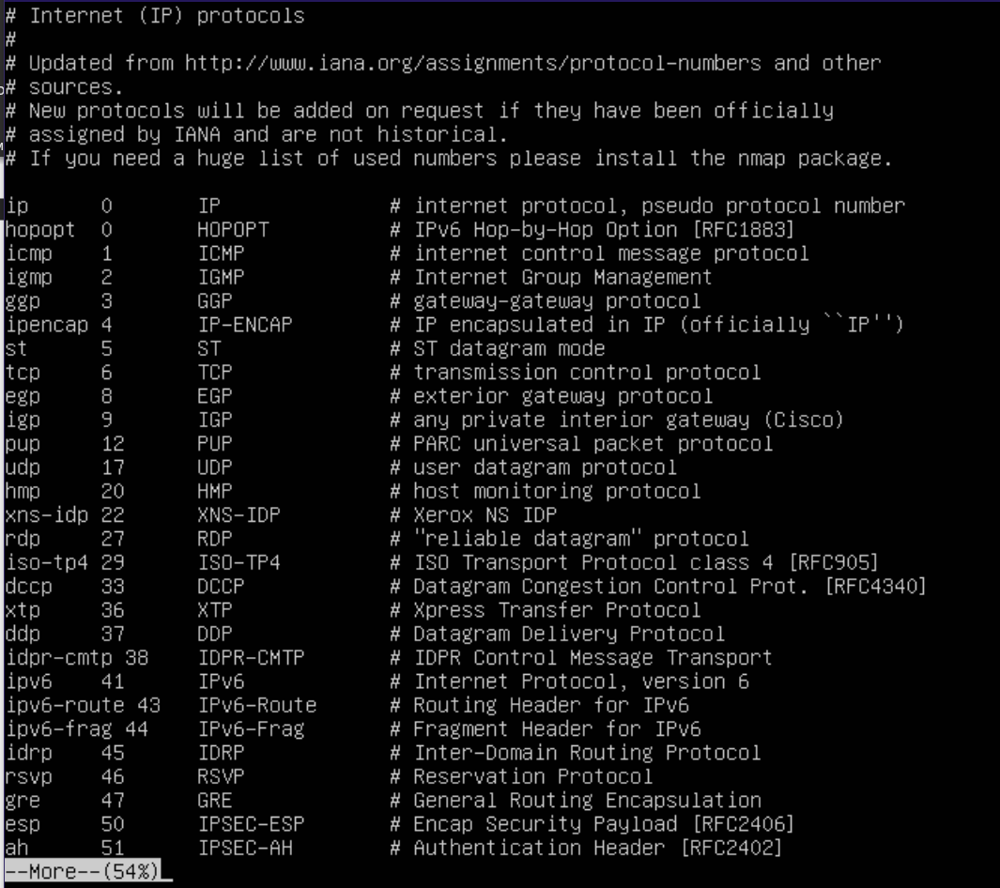 # Internet (IP) protocols
#
# Updated from http://www.iana.org/assignments/protocol-numbers and other
# sources.
# New protocols will be added on request if they have been officially
# assigned by IANA and are not historical.
# If you need a huge list of used numbers please install the nmap package.

ip      0       IP              # internet protocol, pseudo protocol number
hopopt  0       HOPOPT          # IPv6 Hop-by-Hop Option [RFC1883]
icmp    1       ICMP            # internet control message protocol
igmp    2       IGMP            # Internet Group Management
ggp     3       GGP             # gateway-gateway protocol
ipencap 4       IP-ENCAP        # IP encapsulated in IP (officially ``IP'')
st      5       ST              # ST datagram mode
tcp     6       TCP             # transmission control protocol
egp     8       EGP             # exterior gateway protocol
igp     9       IGP             # any private interior gateway (Cisco)
pup     12      PUP             # PARC universal packet protocol
udp     17      UDP             # user datagram protocol
hmp     20      HMP             # host monitoring protocol
xns-idp 22      XNS-IDP         # Xerox NS IDP
rdp     27      RDP             # "reliable datagram" protocol
iso-tp4 29      ISO-TP4         # ISO Transport Protocol class 4 [RFC905]
dccp    33      DCCP            # Datagram Congestion Control Prot. [RFC4340]
xtp     36      XTP             # Xpress Transfer Protocol
ddp     37      DDP             # Datagram Delivery Protocol
idpr-cmtp 38    IDPR-CMTP       # IDPR Control Message Transport
ipv6    41      IPv6            # Internet Protocol, version 6
ipv6-route 43   IPv6-Route      # Routing Header for IPv6
ipv6-frag 44    IPv6-Frag       # Fragment Header for IPv6
idrp    45      IDRP            # Inter-Domain Routing Protocol
rsvp    46      RSVP            # Reservation Protocol
gre     47      GRE             # General Routing Encapsulation
esp     50      IPSEC-ESP       # Encap Security Payload [RFC2406]
ah      51      IPSEC-AH        # Authentication Header [RFC2402]
--More--(54%)_